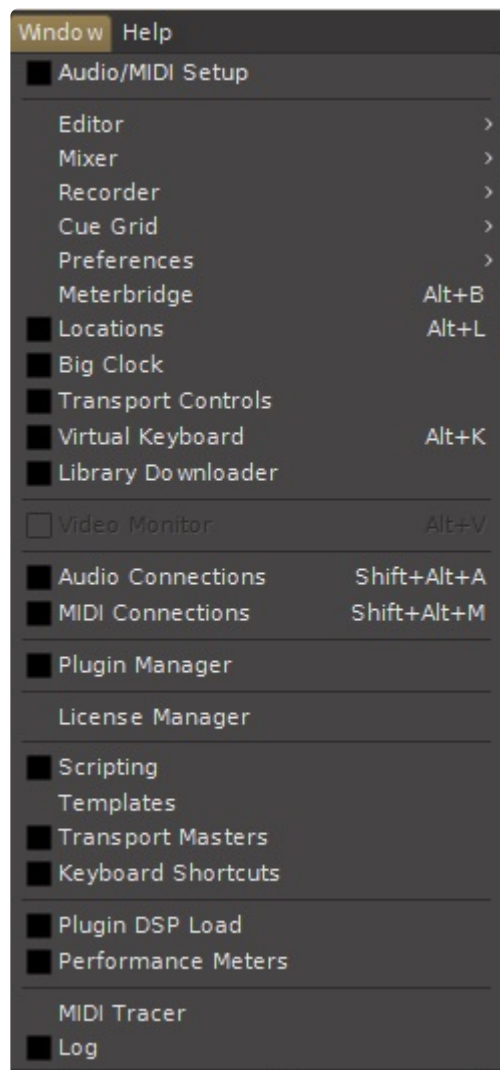 Window Help
Audio/MIDI Setup
Editor
Mixer
Recorder
Cue Grid
Preferences
Meterbridge Alt+B
Locations Alt+L
Big Clock
Transport Controls
Virtual Keyboard Alt+K
Library Downloader
Video Monitor Alt+V
Audio Connections Shift+Alt+A
MIDI Connections Shift+Alt+M
Plugin Manager
License Manager
Scripting
Templates
Transport Masters
Keyboard Shortcuts
Plugin DSP Load
Performance Meters
MIDI Tracer
Log